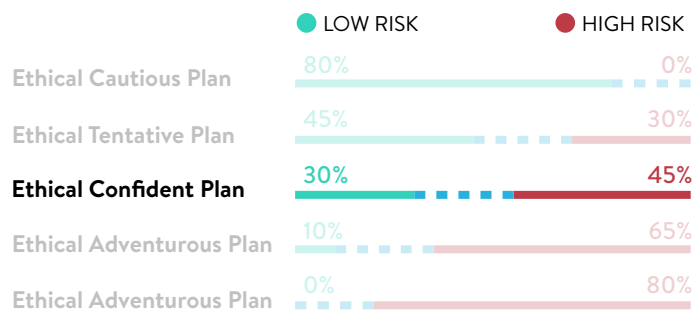 LOW RISK HIGH RISK
80% 0%
Ethical Cautious Plan
45% 30%
Ethical Tentative Plan
30% 45%
Ethical Confident Plan
10% 65%
Ethical Adventurous Plan
0% 80%
Ethical Adventurous Plan